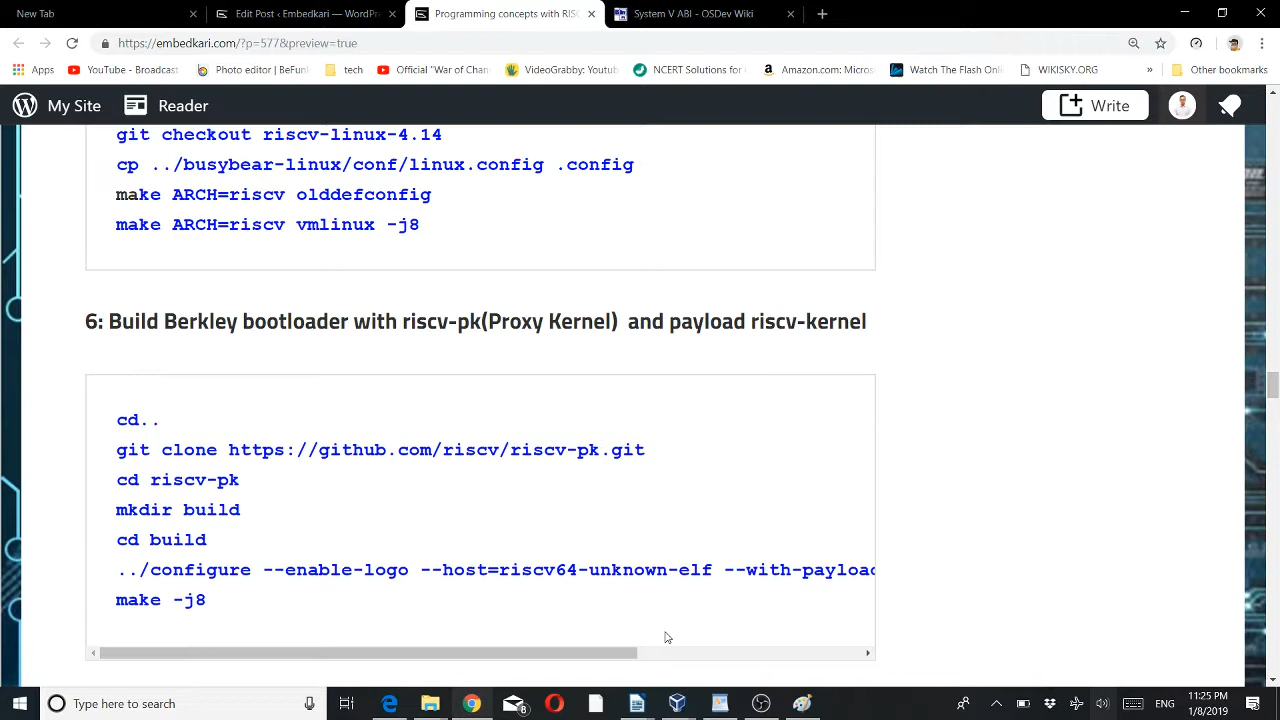 New Tab
Edit Post ‹ Embedkari — WordPr
Programming concepts with RISC
System V ABI - OSDev Wiki
https://embedkari.com/?p=577&preview=true
Apps
YouTube - Broadcast
Photo editor | BeFun
tech
Official "War of Chan
VideoGrabby: Youtub
NCERT Solutions for
Amazon.com: Micros
Watch The Flash Onli
WIKISKY.ORG
»
Other bookmarks
My Site
Reader
Write
git checkout riscv-linux-4.14
cp ../busybear-linux/conf/linux.config .config
make ARCH=riscv olddefconfig
make ARCH=riscv vmlinux -j8
6: Build Berkley bootloader with riscv-pk(Proxy Kernel) and payload riscv-kernel
cd..
git clone https://github.com/riscv/riscv-pk.git
cd riscv-pk
mkdir build
cd build
../configure --enable-logo --host=riscv64-unknown-elf --with-payload
make -j8
Type here to search
8
ENG
11:25 PM
1/8/2019